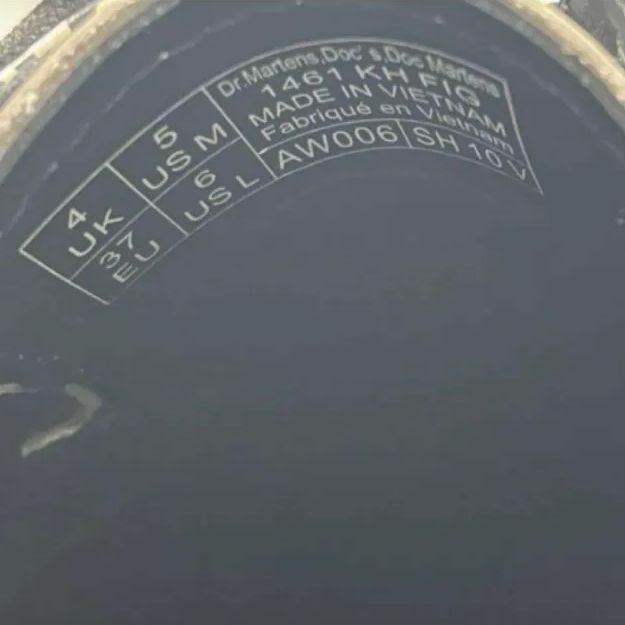 4
UK
37
EU
5
US M
6
US L
Dr.Martens.Doc's.Doc Martens
1461 KH FIG
MADE IN VIETNAM
Fabriqué en Vietnam
AW006 SH 10.V